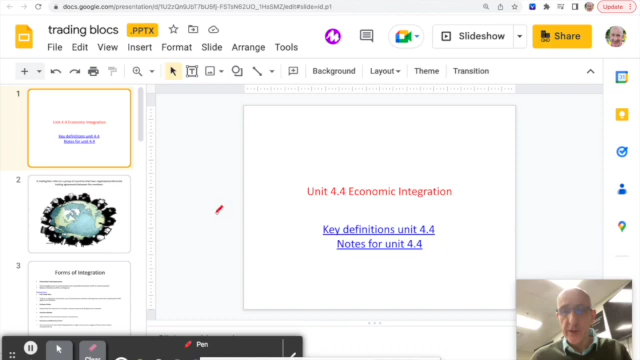 docs.google.com/presentation/d/1U2zQn9Jb77bUu5fj-FS7sN62UO_1HsSMZ/edit#slide=id.p1
Update
trading blocs .PPTX
File Edit View Insert Format Slide Arrange Tools
Slideshow
Share
Background Layout Theme Transition
1
Unit 4.4 Economic Integration
Key definitions unit 4.4
Notes for unit 4.4
2
3
Forms of Integration
Unit 4.4 Economic Integration
Key definitions unit 4.4
Notes for unit 4.4
Pen
Clear